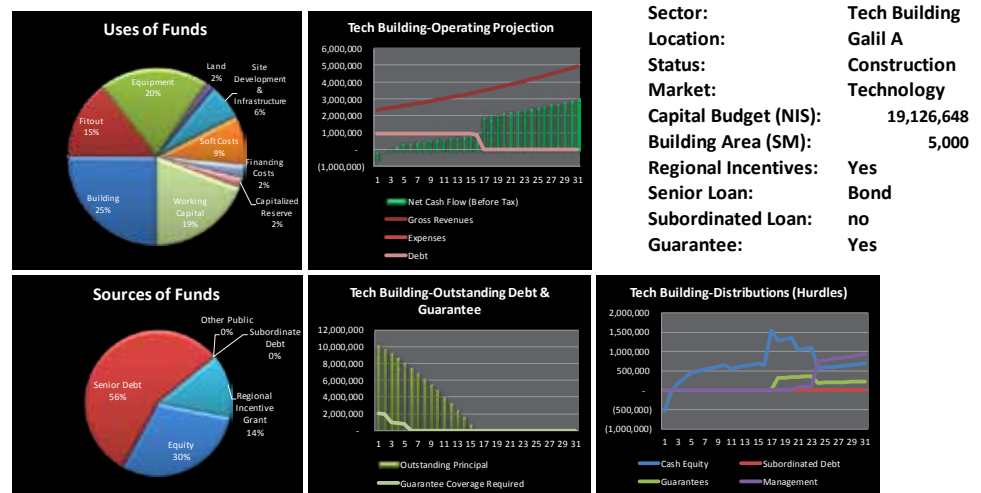 Uses of Funds
Land
2%
Site
Development
&
Infrastructure
6%
Equipment
20%
Fitout
15%
Soft Costs
9%
Financing
Costs
2%
Capitalized
Reserve
2%
Building
25%
Working
Capital
19%
Tech Building-Operating Projection
6,000,000
5,000,000
4,000,000
3,000,000
2,000,000
1,000,000
-
(1,000,000)
1 3 5 7 9 11 13 15 17 19 21 23 25 27 29 31
Net Cash Flow (Before Tax)
Gross Revenues
Expenses
Debt
Sector: Tech Building
Location: Galil A
Status: Construction
Market: Technology
Capital Budget (NIS): 19,126,648
Building Area (SM): 5,000
Regional Incentives: Yes
Senior Loan: Bond
Subordinated Loan: no
Guarantee: Yes
Sources of Funds
Other Public
0%
Subordinate
Debt
0%
Senior Debt
56%
Regional
Incentive
Grant
14%
Equity
30%
Tech Building-Outstanding Debt &
Guarantee
12,000,000
10,000,000
8,000,000
6,000,000
4,000,000
2,000,000
-
1 3 5 7 9 11 13 15 17 19 21 23 25 27 29 31
Outstanding Principal
Guarantee Coverage Required
Tech Building-Distributions (Hurdles)
2,000,000
1,500,000
1,000,000
500,000
-
(500,000)
(1,000,000)
1 3 5 7 9 11 13 15 17 19 21 23 25 27 29 31
Cash Equity
Subordinated Debt
Guarantees
Management